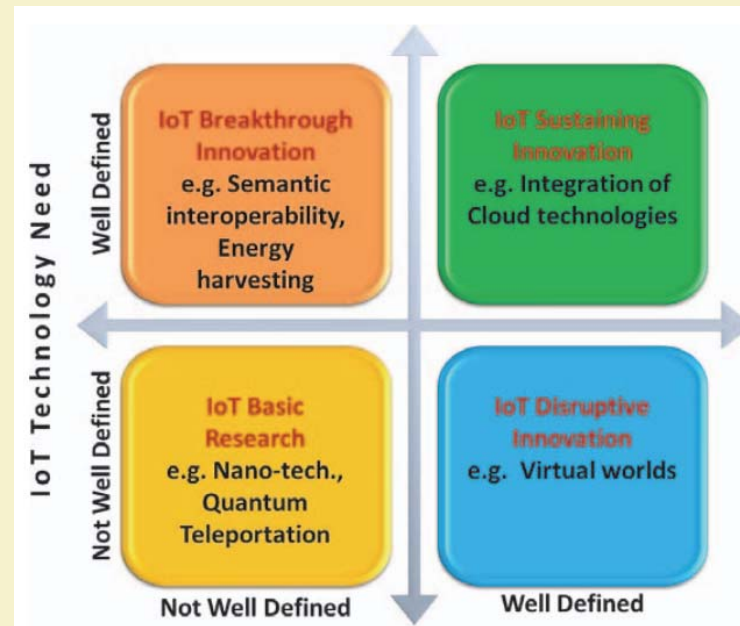 IoT Technology Need
Well Defined
IoT Breakthrough
Innovation
e.g. Semantic
interoperability,
Energy
harvesting
IoT Sustaining
Innovation
e.g. Integration of
Cloud technologies
Not Well Defined
IoT Basic
Research
e.g. Nano-tech.,
Quantum
Teleportation
IoT Disruptive
Innovation
e.g. Virtual worlds
Not Well Defined
Well Defined